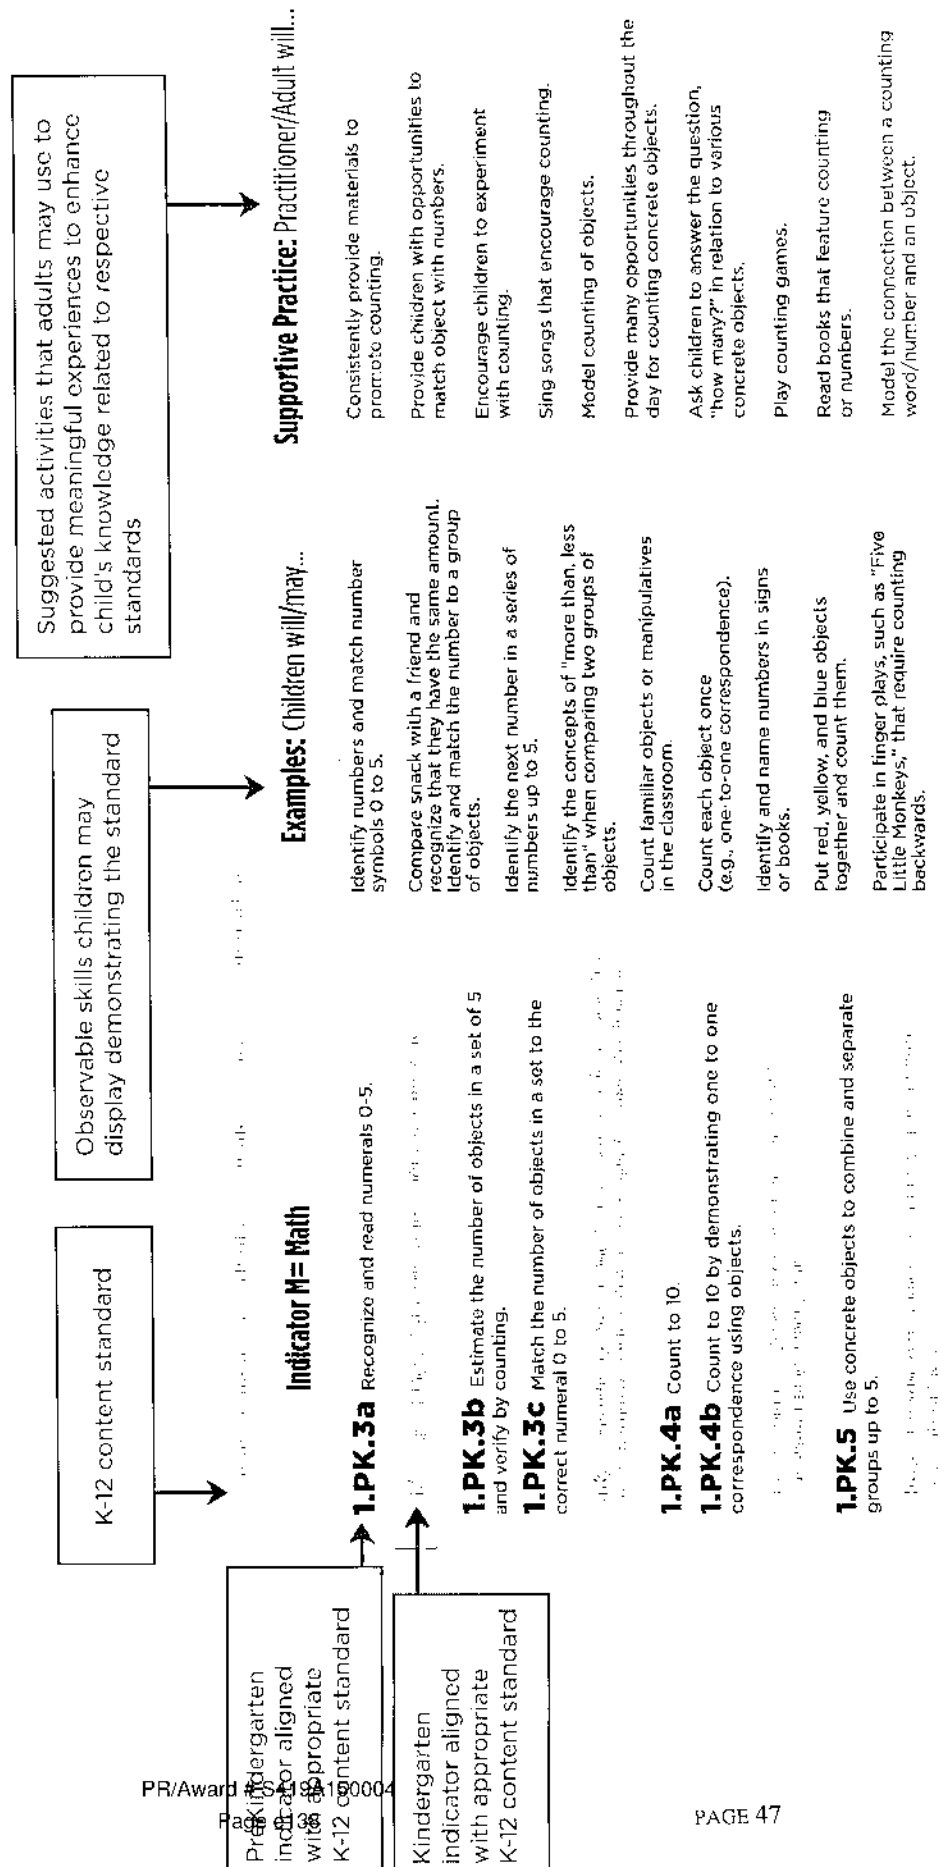 K-12 content standard
Observable skills children may
display demonstrating the standard
Suggested activities that adults may use to
provide meaningful experiences to enhance
child's knowledge related to respective
standards
Pre-Kindergarten
indicator aligned
with appropriate
K-12 content standard
Kindergarten
indicator aligned
with appropriate
K-12 content standard
Indicator M= Math
1.PK.3a Recognize and read numerals 0-5.
1.PK.3b Estimate the number of objects in a set of 5
and verify by counting.
1.PK.3c Match the number of objects in a set to the
correct numeral 0 to 5.
1.PK.4a Count to 10.
1.PK.4b Count to 10 by demonstrating one to one
correspondence using objects.
1.PK.5 Use concrete objects to combine and separate
groups up to 5.
Examples: Children will/may...
Identify numbers and match number
symbols 0 to 5.
Compare snack with a friend and
recognize that they have the same amount.
Identify and match the number to a group
of objects.
Identify the next number in a series of
numbers up to 5.
Identify the concepts of "more than, less
than" when comparing two groups of
objects.
Count familiar objects or manipulatives
in the classroom.
Count each object once
(e.g., one-to-one correspondence).
Identify and name numbers in signs
or books.
Put red, yellow, and blue objects
together and count them.
Participate in finger plays, such as "Five
Little Monkeys," that require counting
backwards.
Supportive Practice: Practitioner/Adult will...
Consistently provide materials to
promote counting.
Provide children with opportunities to
match object with numbers.
Encourage children to experiment
with counting.
Sing songs that encourage counting.
Model counting of objects.
Provide many opportunities throughout the
day for counting concrete objects.
Ask children to answer the question,
"how many?" in relation to various
concrete objects.
Play counting games.
Read books that feature counting
or numbers.
Model the connection between a counting
word/number and an object.
PR/Award # S419A150004
Page e138
PAGE 47